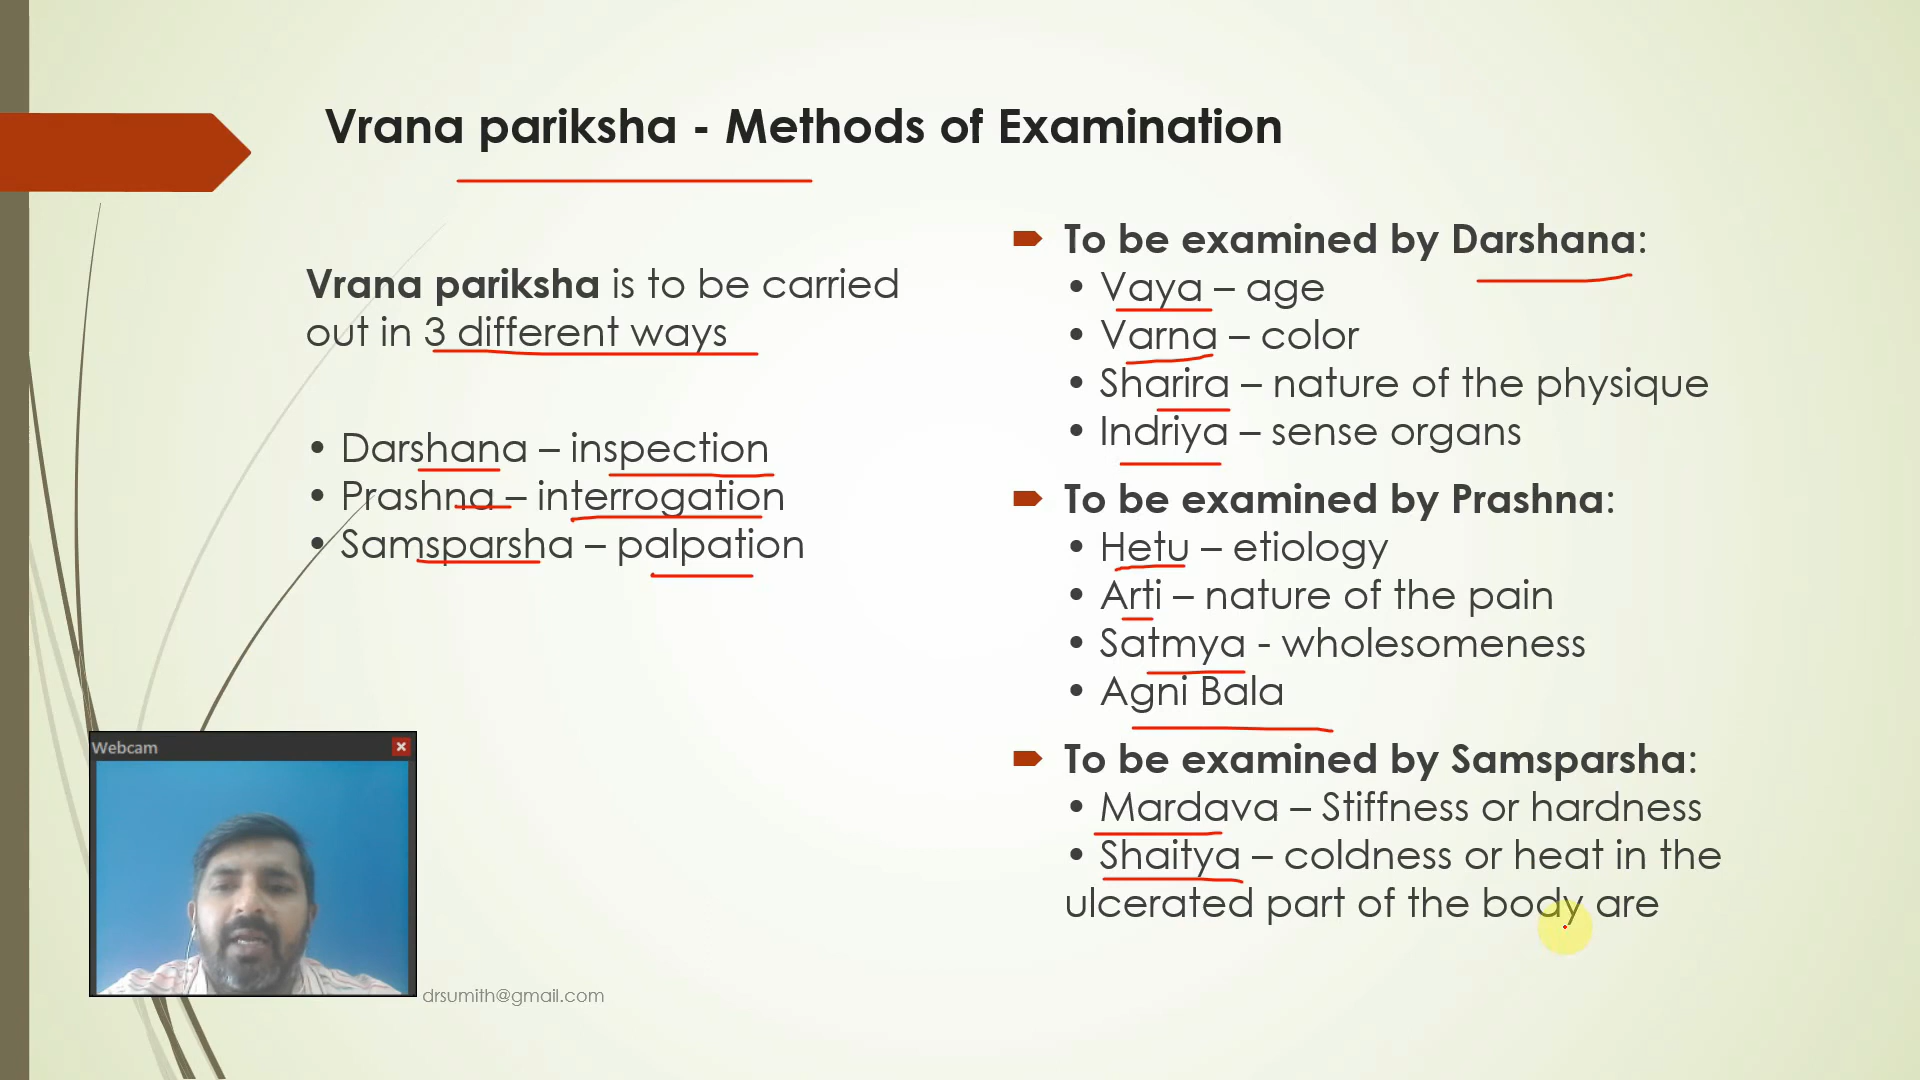 Vrana pariksha - Methods of Examination
Vrana pariksha is to be carried
out in 3 different ways
• Darshana – inspection
• Prashna – interrogation
• Samsparsha – palpation
To be examined by Darshana:
• Vaya – age
• Varna – color
• Sharira – nature of the physique
• Indriya – sense organs
To be examined by Prashna:
• Hetu – etiology
• Arti – nature of the pain
• Satmya - wholesomeness
• Agni Bala
To be examined by Samsparsha:
• Mardava – Stiffness or hardness
• Shaitya – coldness or heat in the
ulcerated part of the body are
Webcam
drsumith@gmail.com